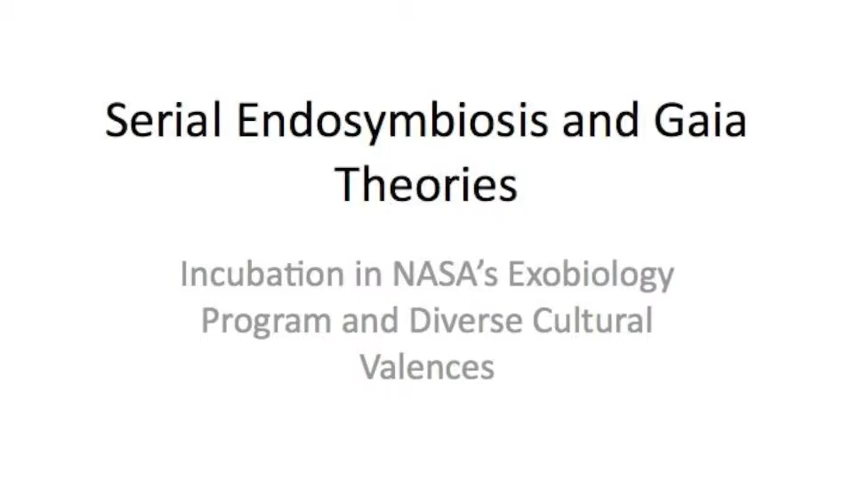 Serial Endosymbiosis and Gaia
Theories
Incubation in NASA’s Exobiology
Program and Diverse Cultural
Valences